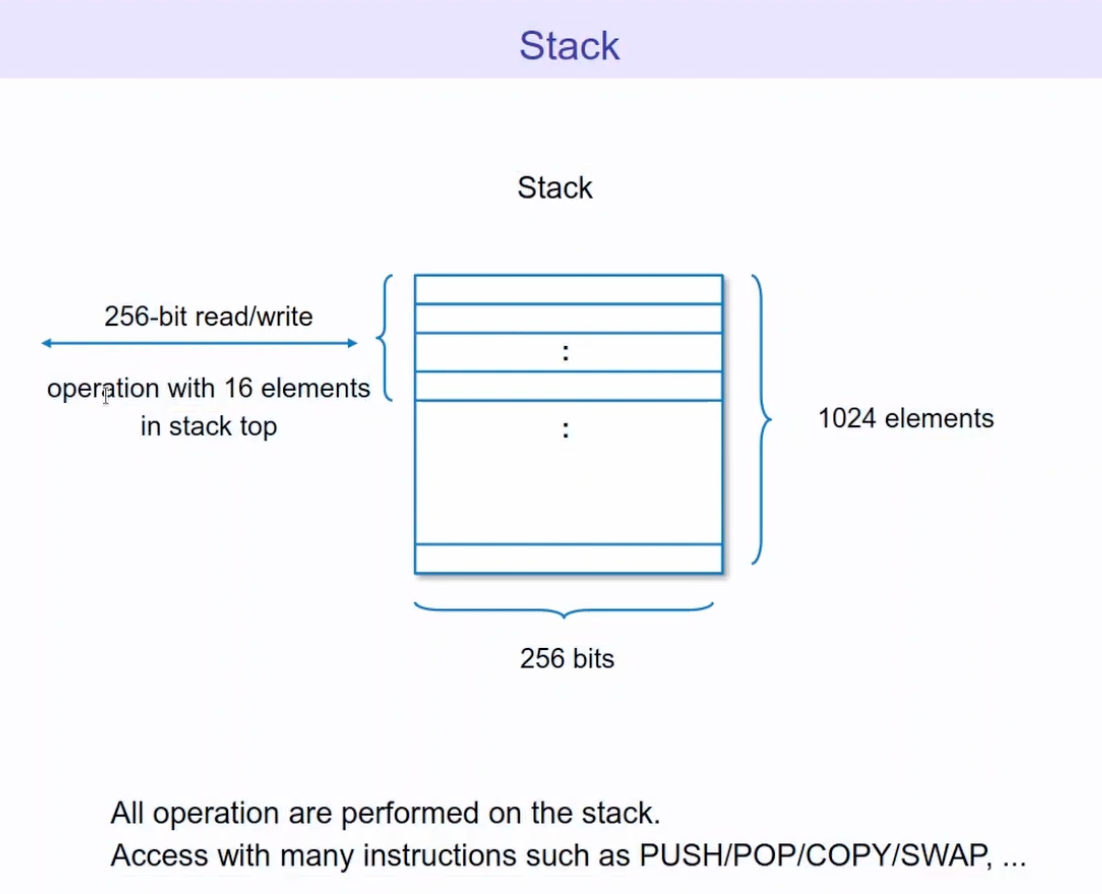 Stack
Stack
256-bit read/write
operation with 16 elements
in stack top
:
:
1024 elements
256 bits
All operation are performed on the stack.
Access with many instructions such as PUSH/POP/COPY/SWAP, ...